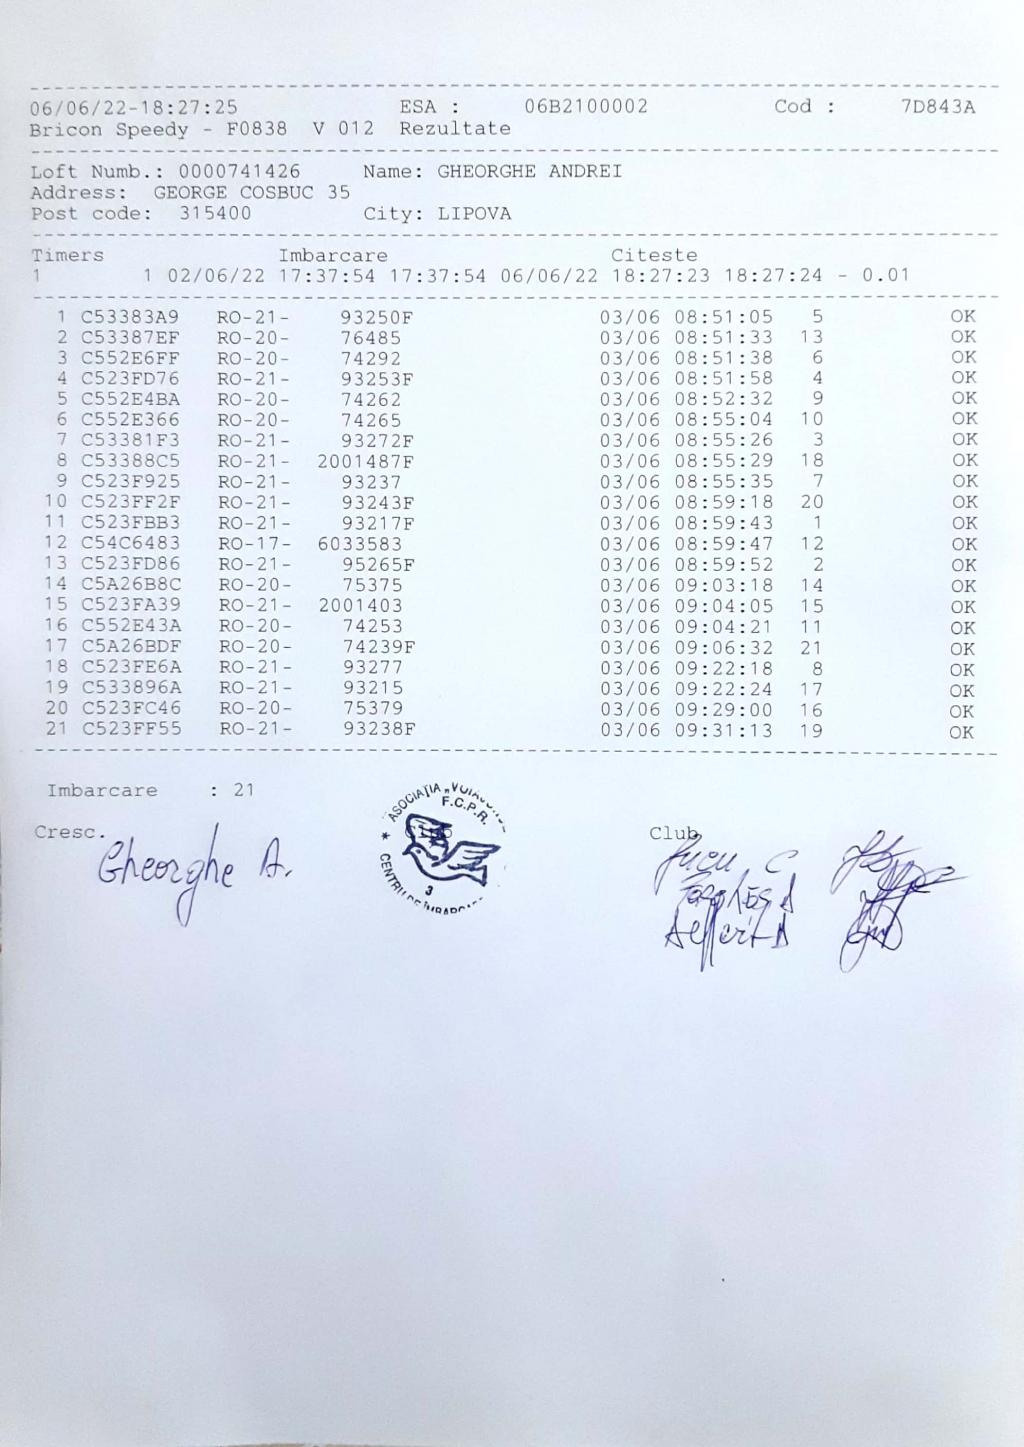 06/06/22-18:27:25 ESA : 06B2100002 Cod : 7D843A
Bricon Speedy - F0838 V 012 Rezultate
Loft Numb.: 0000741426 Name: GHEORGHE ANDREI
Address: GEORGE COSBUC 35
Post code: 315400 City: LIPOVA
Timers Imbarcare Citeste
1 1 02/06/22 17:37:54 17:37:54 06/06/22 18:27:23 18:27:24 - 0.01
1 C53383A9 RO-21- 93250F 03/06 08:51:05 5 OK
2 C53387EF RO-20- 76485 03/06 08:51:33 13 OK
3 C552E6FF RO-20- 74292 03/06 08:51:38 6 OK
4 C523FD76 RO-21- 93253F 03/06 08:51:58 4 OK
5 C552E4BA RO-20- 74262 03/06 08:52:32 9 OK
6 C552E366 RO-20- 74265 03/06 08:55:04 10 OK
7 C53381F3 RO-21- 93272F 03/06 08:55:26 3 OK
8 C53388C5 RO-21- 2001487F 03/06 08:55:29 18 OK
9 C523F925 RO-21- 93237 03/06 08:55:35 7 OK
10 C523FF2F RO-21- 93243F 03/06 08:59:18 20 OK
11 C523FBB3 RO-21- 93217F 03/06 08:59:43 1 OK
12 C54C6483 RO-17- 6033583 03/06 08:59:47 12 OK
13 C523FD86 RO-21- 95265F 03/06 08:59:52 2 OK
14 C5A26B8C RO-20- 75375 03/06 09:03:18 14 OK
15 C523FA39 RO-21- 2001403 03/06 09:04:05 15 OK
16 C552E43A RO-20- 74253 03/06 09:04:21 11 OK
17 C5A26BDF RO-20- 74239F 03/06 09:06:32 21 OK
18 C523FE6A RO-21- 93277 03/06 09:22:18 8 OK
19 C533896A RO-21- 93215 03/06 09:22:24 17 OK
20 C523FC46 RO-20- 75379 03/06 09:29:00 16 OK
21 C523FF55 RO-21- 93238F 03/06 09:31:13 19 OK
Imbarcare : 21
ASOCIAȚIA
F.C.P.R.
3
CENTRU DE
Cresc. Club Club
Gheorghe A.